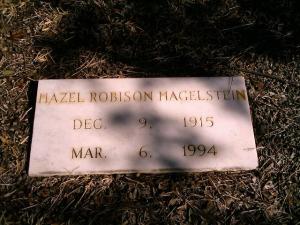 HAZEL ROBISON HAGELSTEIN
DEC. 9, 1915
MAR. 6, 1994